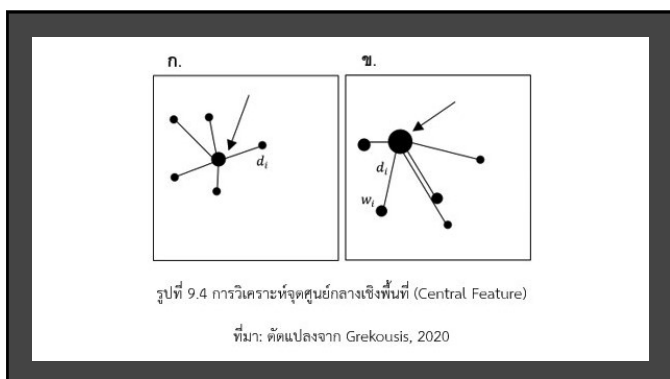 ก.
ข.
dᵢ
dᵢ
wᵢ
รูปที่ 9.4 การวิเคราะห์จุดศูนย์กลางเชิงพื้นที่ (Central Feature)
ที่มา: ดัดแปลงจาก Grekousis, 2020